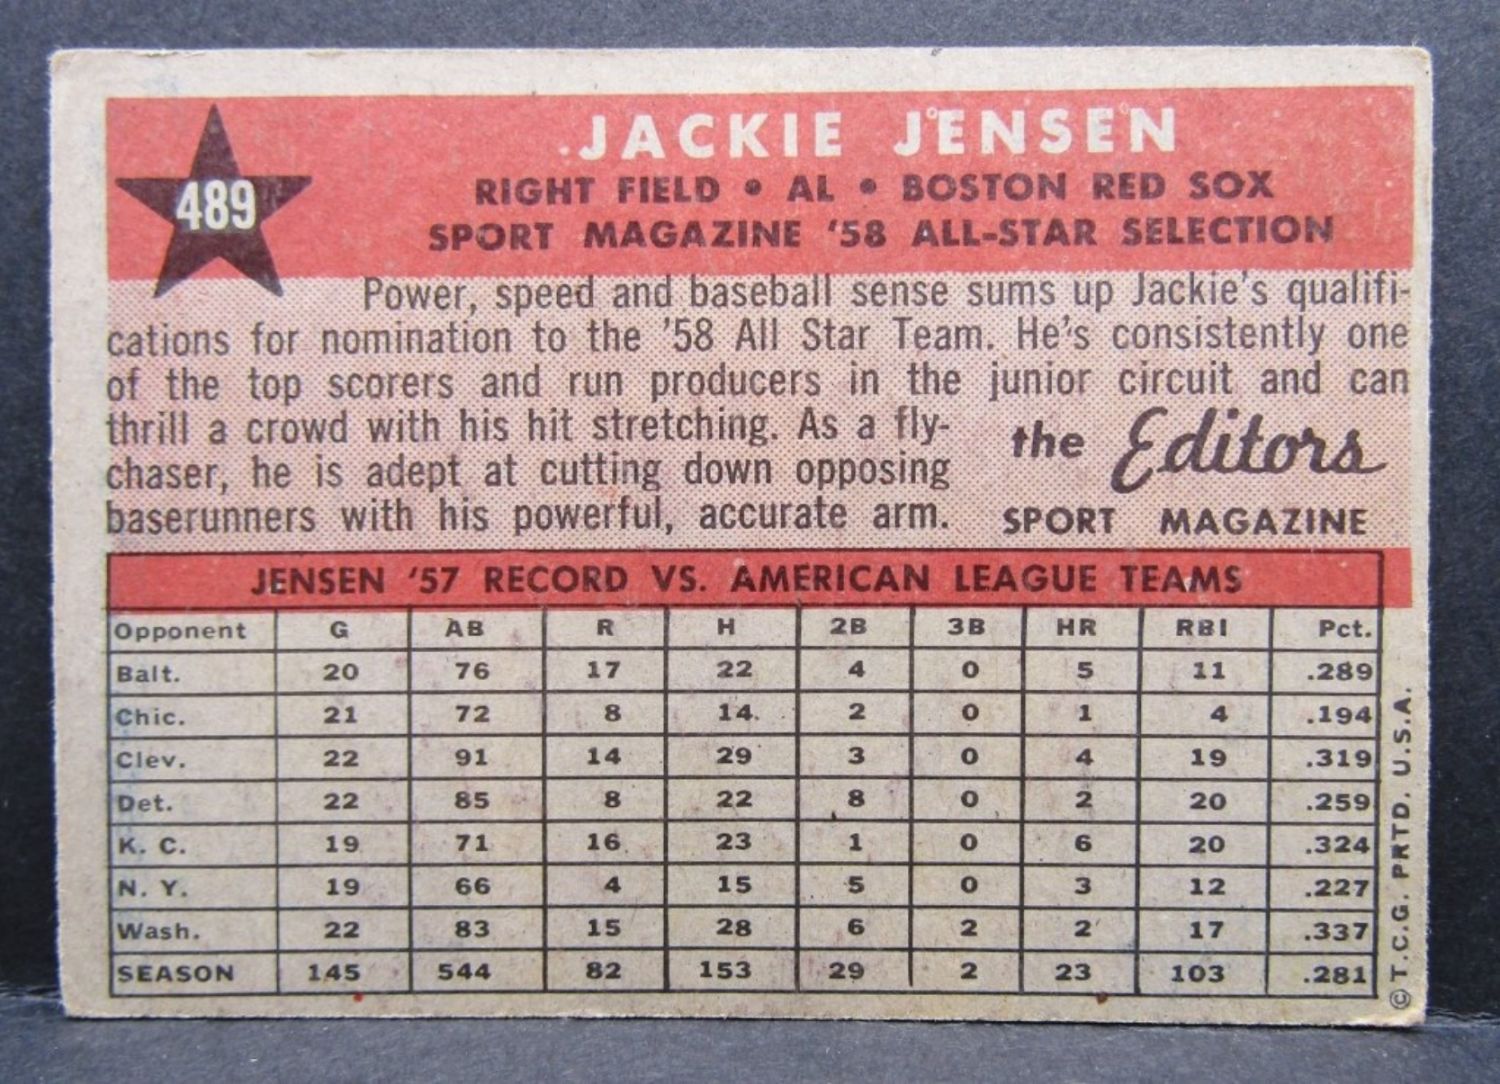 JACKIE JENSEN
489
RIGHT FIELD • AL • BOSTON RED SOX
SPORT MAGAZINE '58 ALL-STAR SELECTION
Power, speed and baseball sense sums up Jackie's qualifi-
cations for nomination to the '58 All Star Team. He's consistently one
of the top scorers and run producers in the junior circuit and can
thrill a crowd with his hit stretching. As a fly-
chaser, he is adept at cutting down opposing
baserunners with his powerful, accurate arm.
the Editors
SPORT MAGAZINE
JENSEN '57 RECORD VS. AMERICAN LEAGUE TEAMS
Opponent G AB R H 2B 3B HR RBI Pct.
Balt. 20 76 17 22 4 0 5 11 .289
Chic. 21 72 8 14 2 0 1 4 .194
Clev. 22 91 14 29 3 0 4 19 .319
Det. 22 85 8 22 8 0 2 20 .259
K. C. 19 71 16 23 1 0 6 20 .324
N. Y. 19 66 4 15 5 0 3 12 .227
Wash. 22 83 15 28 6 2 2 17 .337
SEASON 145 544 82 153 29 2 23 103 .281
©T.C.G. PRTD. U.S.A.